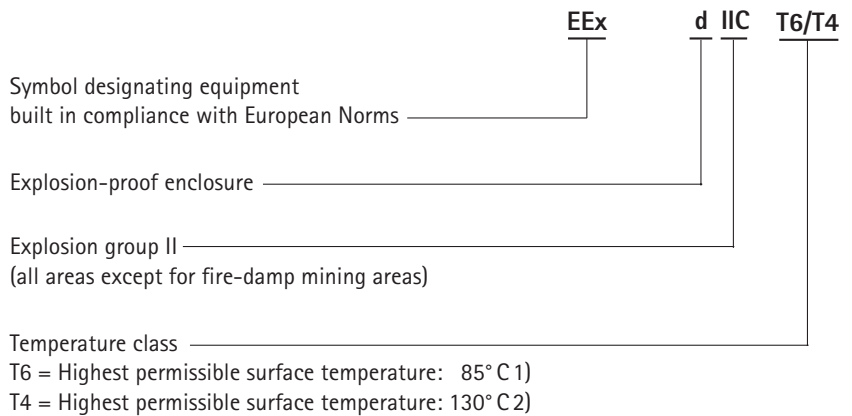 EEx d IIC T6/T4
Symbol designating equipment
built in compliance with European Norms
Explosion-proof enclosure
Explosion group II
(all areas except for fire-damp mining areas)
Temperature class
T6 = Highest permissible surface temperature: 85° C 1)
T4 = Highest permissible surface temperature: 130° C 2)